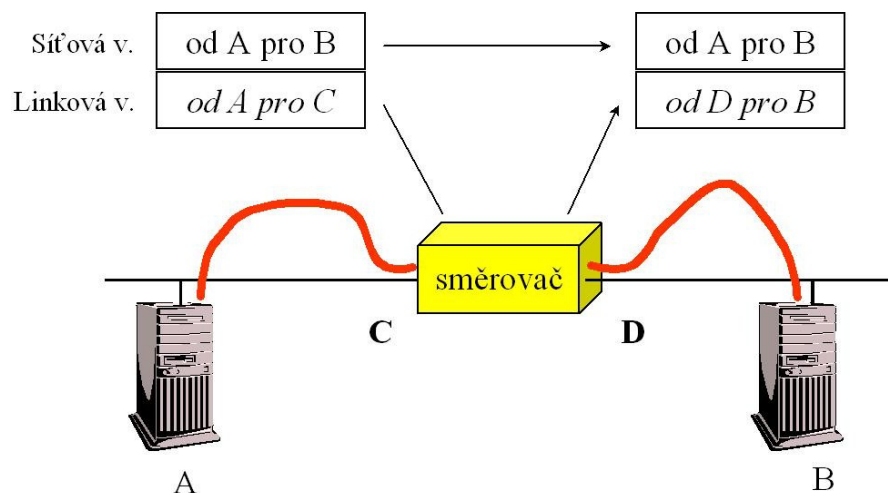 Síťová v. od A pro B od A pro B
Linková v. od A pro C od D pro B
směrovač
C D
A B